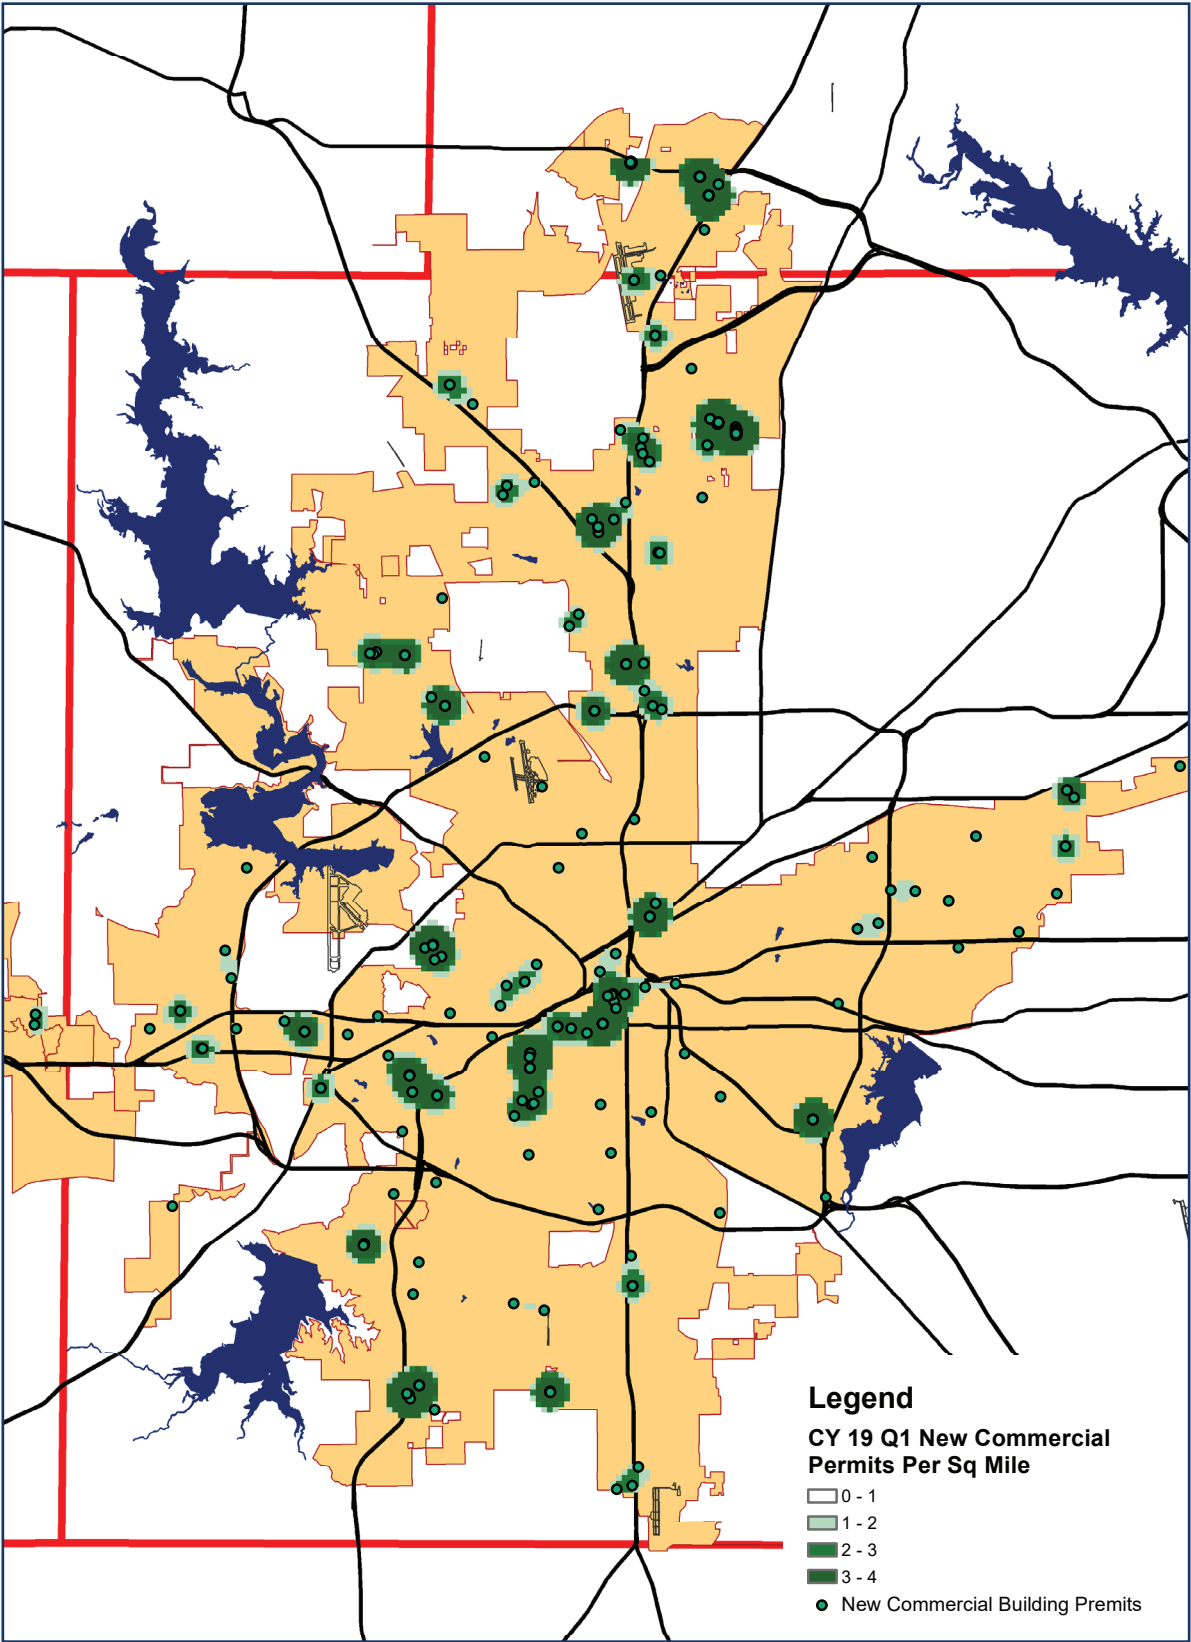 Legend
CY 19 Q1 New Commercial
Permits Per Sq Mile
0 - 1
1 - 2
2 - 3
3 - 4
New Commercial Building Premits